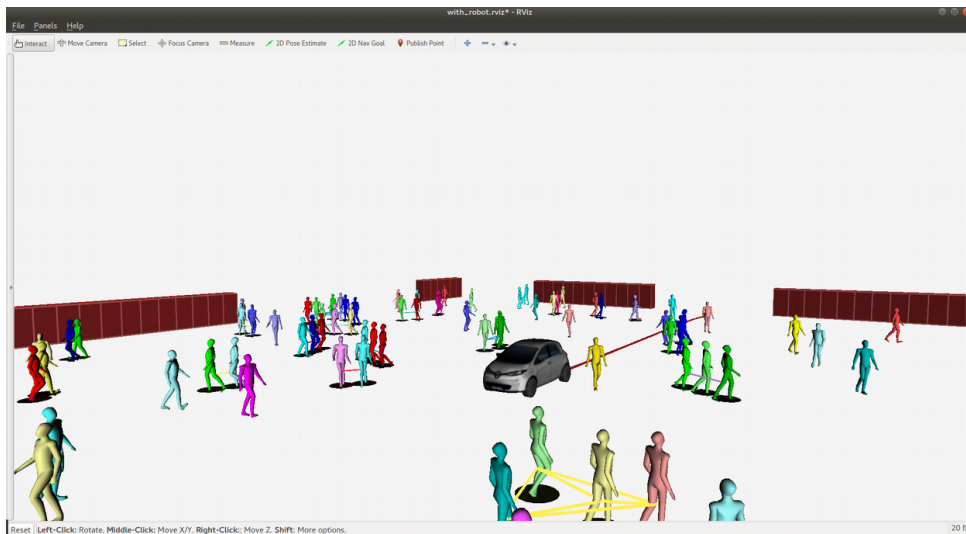 with_robot.rviz* - RViz
File Panels Help
Interact Move Camera Select Focus Camera Measure 2D Pose Estimate 2D Nav Goal Publish Point
Reset Left-Click: Rotate. Middle-Click: Move X/Y. Right-Click:: Move Z. Shift: More options.
20 f